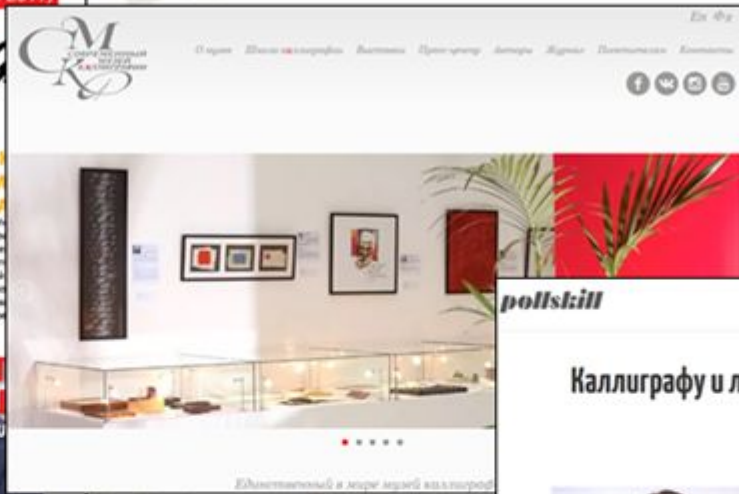 En Фр
СОВРЕМЕННЫЙ
МУЗЕЙ
КАЛЛИГРАФИИ
О музее Школа каллиграфии Выставки Пресс-центр Авторы Журнал Посетителям Контакты
pollskill
Каллиграфу и л
Единственный в мире музей каллиграф